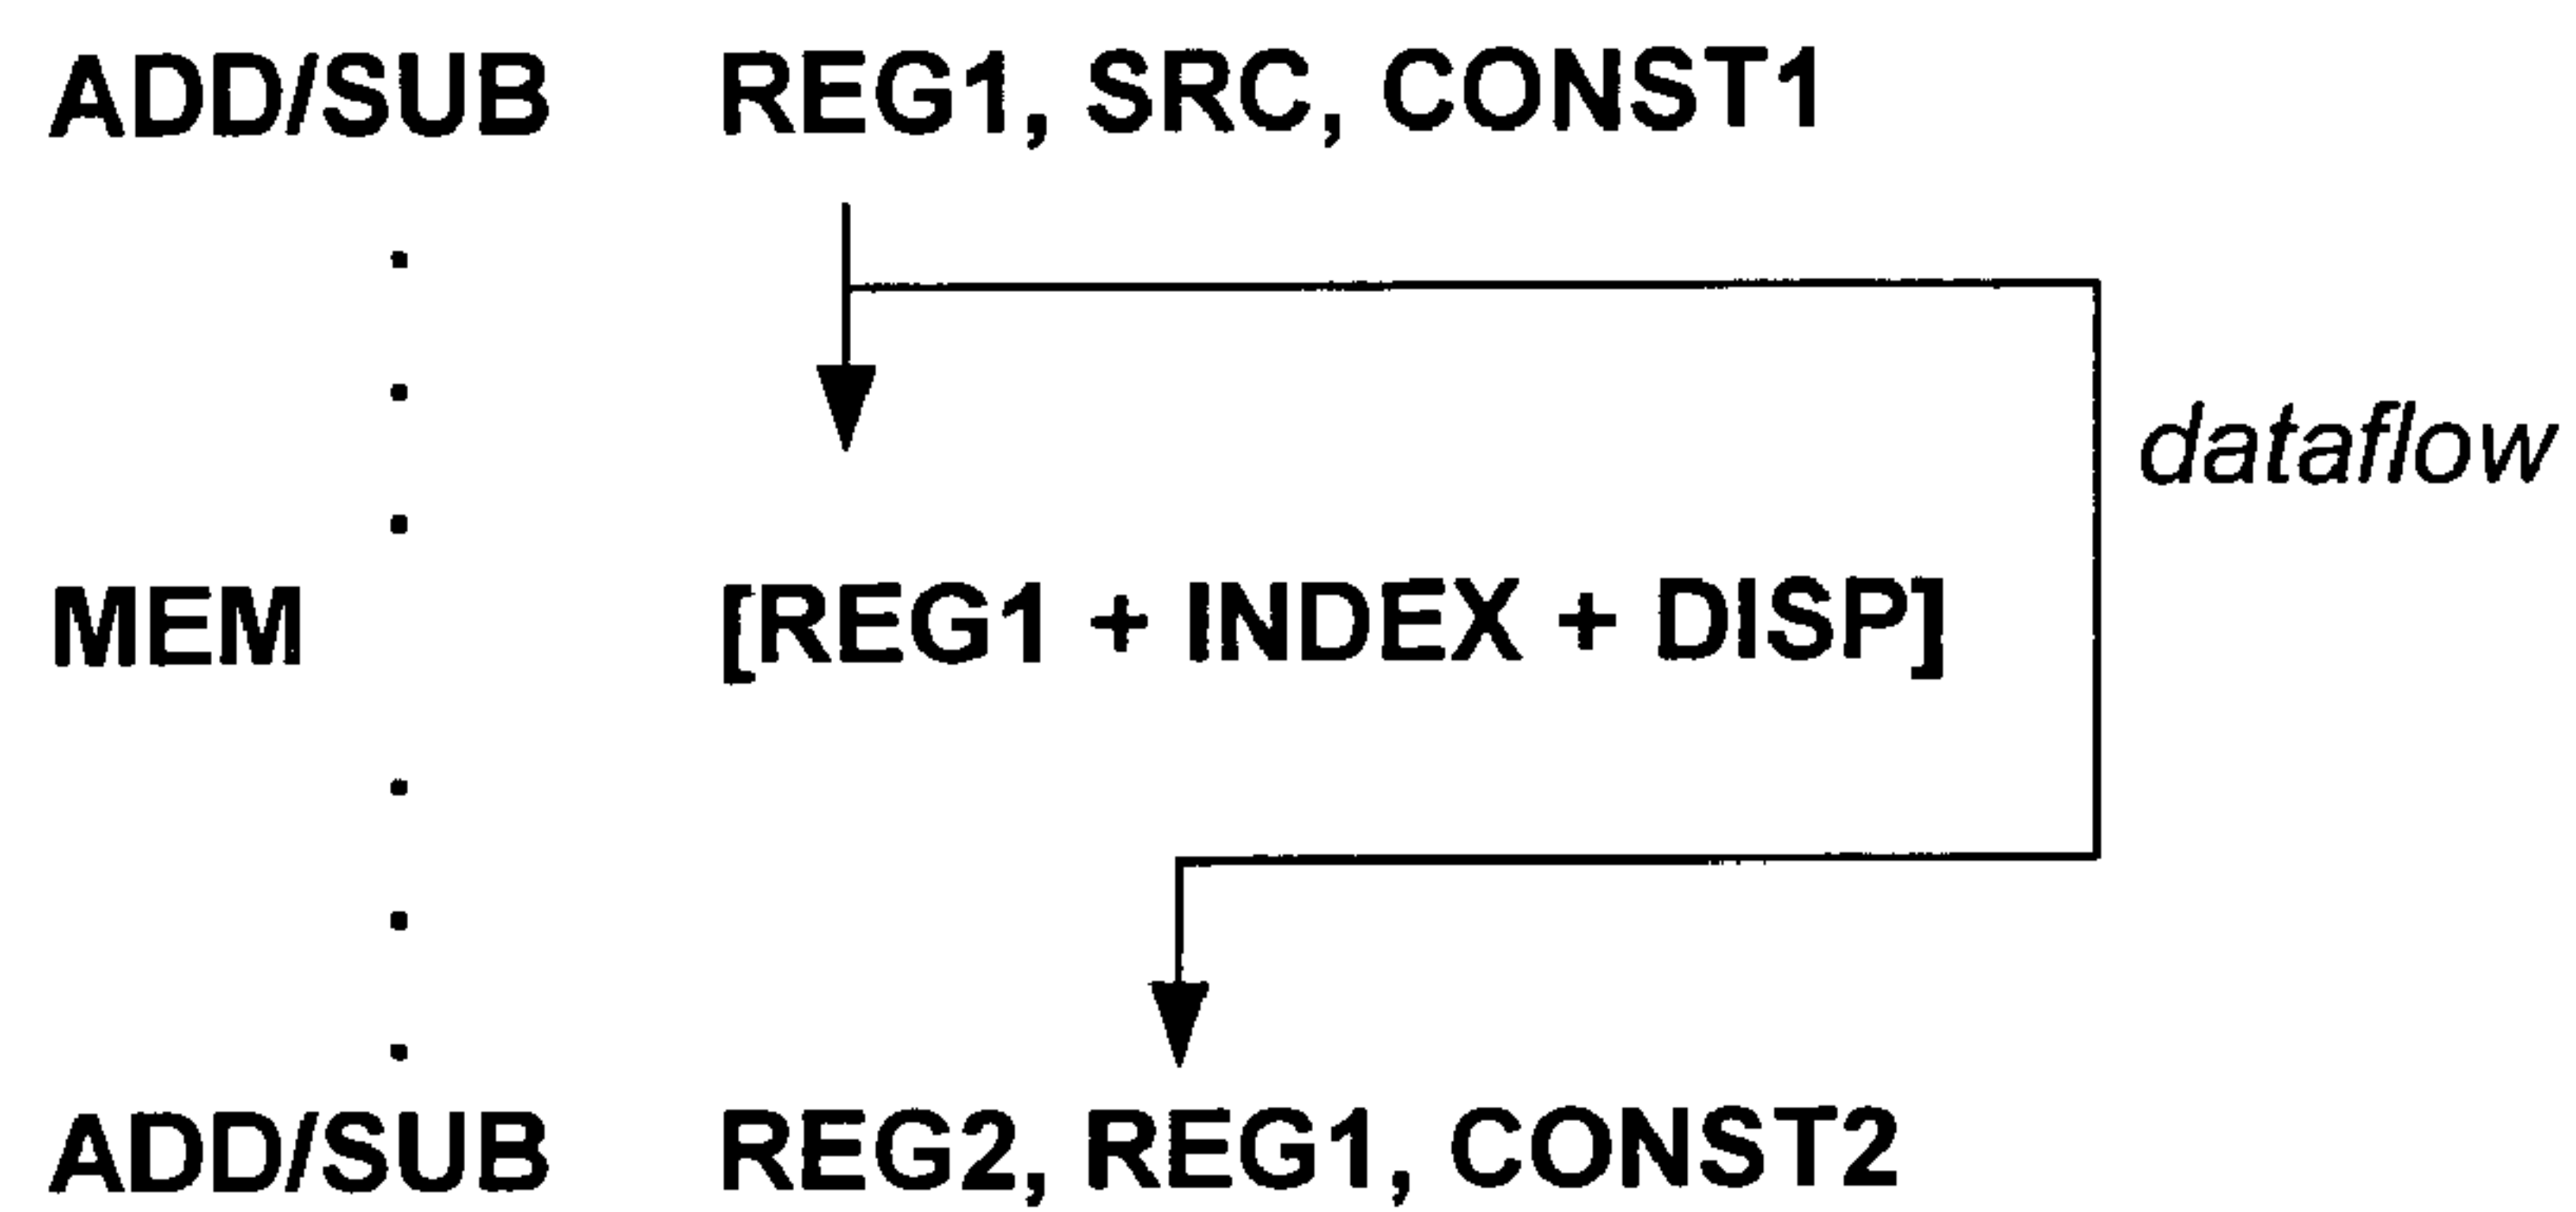 ADD/SUB REG1, SRC, CONST1
dataflow
MEM [REG1 + INDEX + DISP]
ADD/SUB REG2, REG1, CONST2